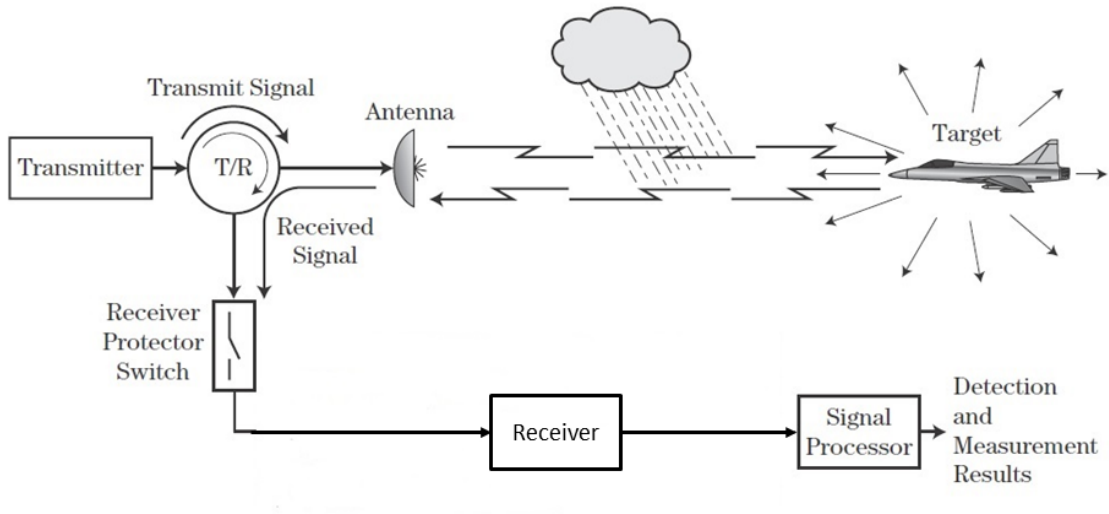 Transmit Signal
Antenna
Target
Transmitter
T/R
Received
Signal
Receiver
Protector
Switch
Receiver
Signal
Processor
Detection
and
Measurement
Results